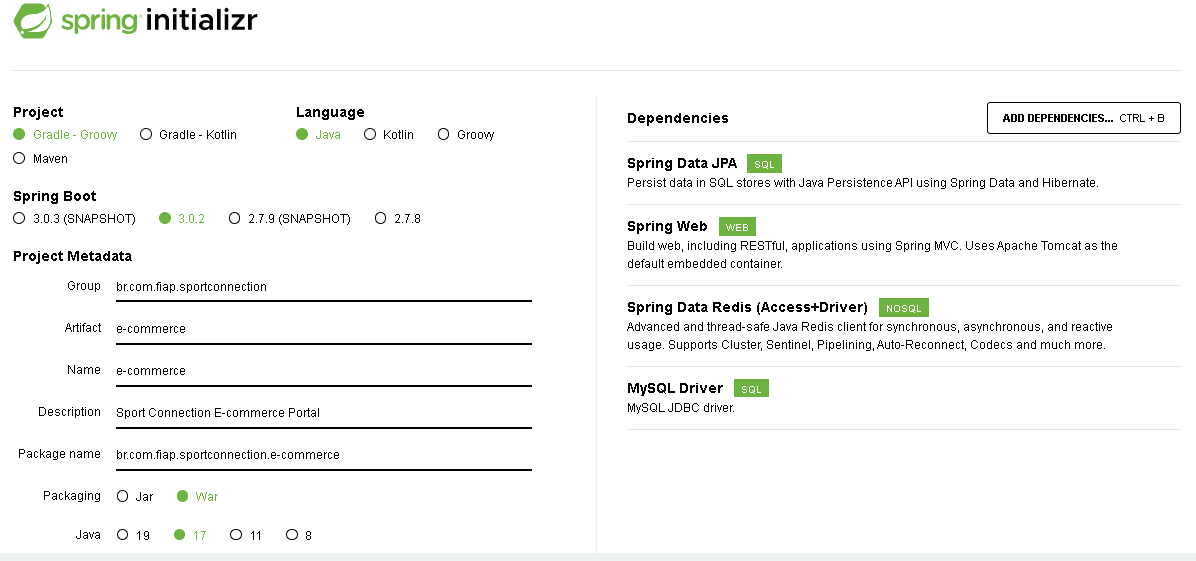 spring initializr
Project
Gradle - Groovy Gradle - Kotlin
Maven
Language
Java Kotlin Groovy
Spring Boot
3.0.3 (SNAPSHOT) 3.0.2 2.7.9 (SNAPSHOT) 2.7.8
Project Metadata
Group br.com.fiap.sportconnection
Artifact e-commerce
Name e-commerce
Description Sport Connection E-commerce Portal
Package name br.com.fiap.sportconnection.e-commerce
Packaging Jar War
Java 19 17 11 8
Dependencies ADD DEPENDENCIES... CTRL + B
Spring Data JPA SQL
Persist data in SQL stores with Java Persistence API using Spring Data and Hibernate.
Spring Web WEB
Build web, including RESTful, applications using Spring MVC. Uses Apache Tomcat as the
default embedded container.
Spring Data Redis (Access+Driver) NOSQL
Advanced and thread-safe Java Redis client for synchronous, asynchronous, and reactive
usage. Supports Cluster, Sentinel, Pipelining, Auto-Reconnect, Codecs and much more.
MySQL Driver SQL
MySQL JDBC driver.